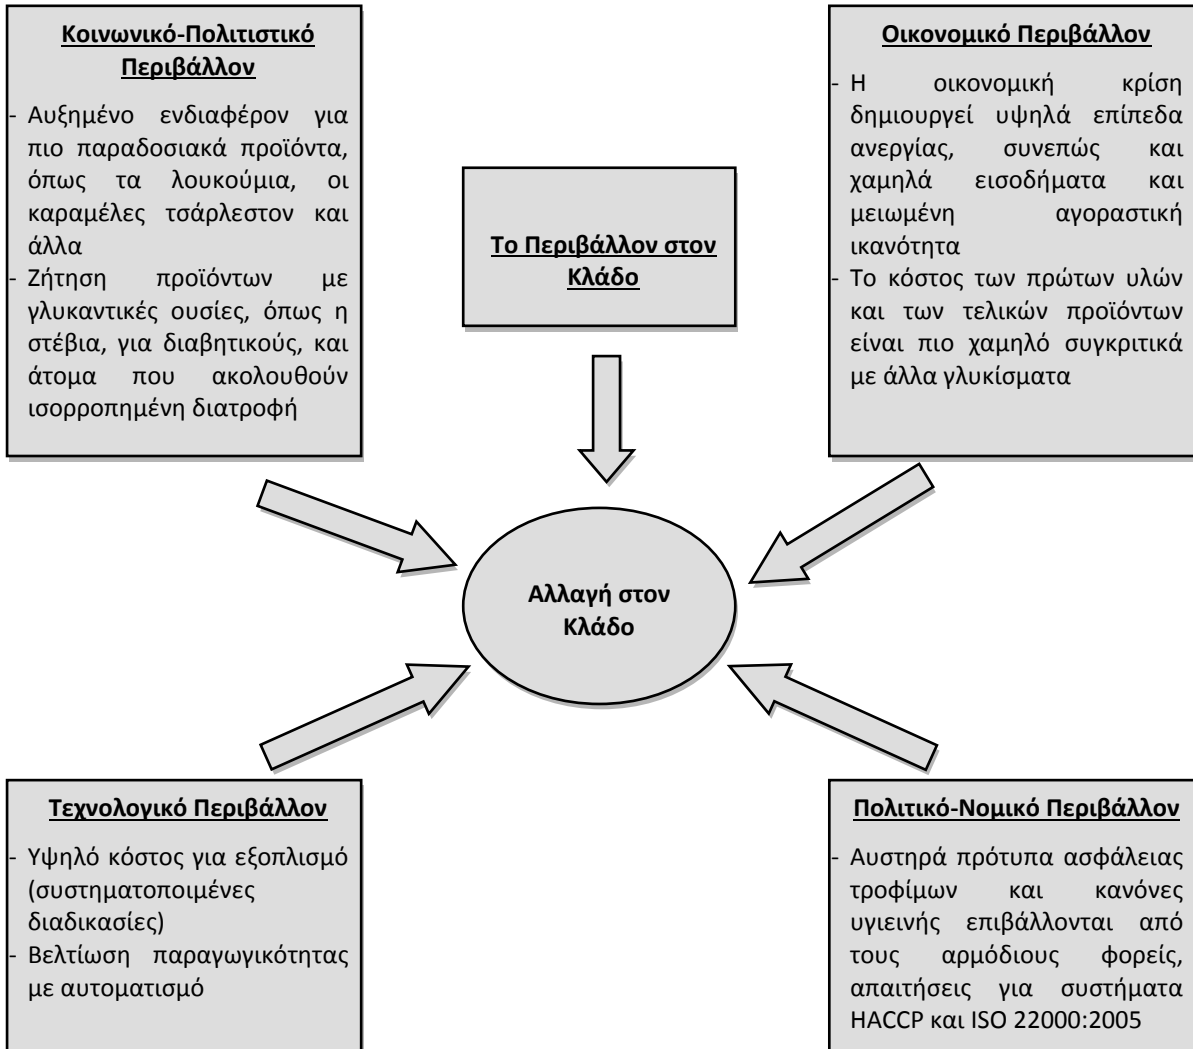 Κοινωνικό-Πολιτιστικό
Περιβάλλον
- Αυξημένο ενδιαφέρον για
πιο παραδοσιακά προϊόντα,
όπως τα λουκούμια, οι
καραμέλες τσάρλεστον και
άλλα
- Ζήτηση προϊόντων με
γλυκαντικές ουσίες, όπως η
στέβια, για διαβητικούς, και
άτομα που ακολουθούν
ισορροπημένη διατροφή
Το Περιβάλλον στον
Κλάδο
Οικονομικό Περιβάλλον
- Η οικονομική κρίση
δημιουργεί υψηλά επίπεδα
ανεργίας, συνεπώς και
χαμηλά εισοδήματα και
μειωμένη αγοραστική
ικανότητα
- Το κόστος των πρώτων υλών
και των τελικών προϊόντων
είναι πιο χαμηλό συγκριτικά
με άλλα γλυκίσματα
Αλλαγή στον
Κλάδο
Τεχνολογικό Περιβάλλον
- Υψηλό κόστος για εξοπλισμό
(συστηματοποιμένες
διαδικασίες)
- Βελτίωση παραγωγικότητας
με αυτοματισμό
Πολιτικό-Νομικό Περιβάλλον
- Αυστηρά πρότυπα ασφάλειας
τροφίμων και κανόνες
υγιεινής επιβάλλονται από
τους αρμόδιους φορείς,
απαιτήσεις για συστήματα
HACCP και ISO 22000:2005